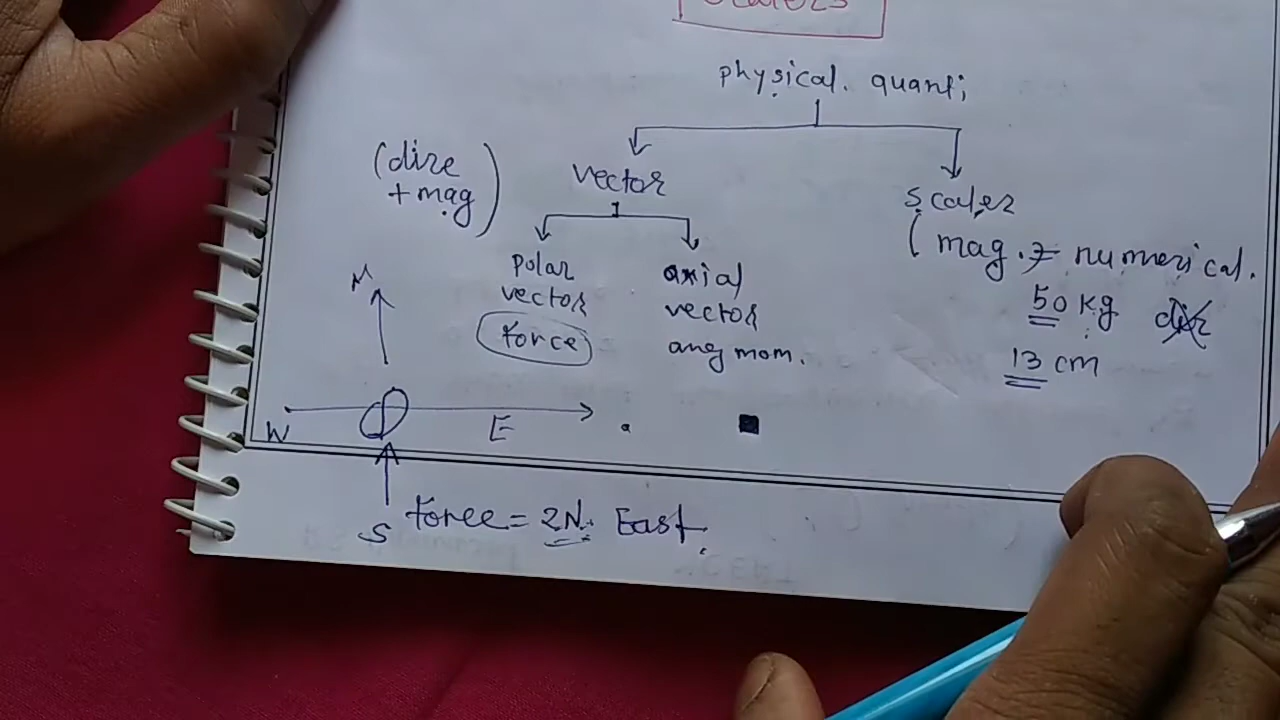 physical. quanti
(dire
+ mag)
vector
scaler
(mag. = numerical.
polar
vector
force
axial
vector
ang mom.
50 kg dir
13 cm
N
W
E
S
force = 2N. East.